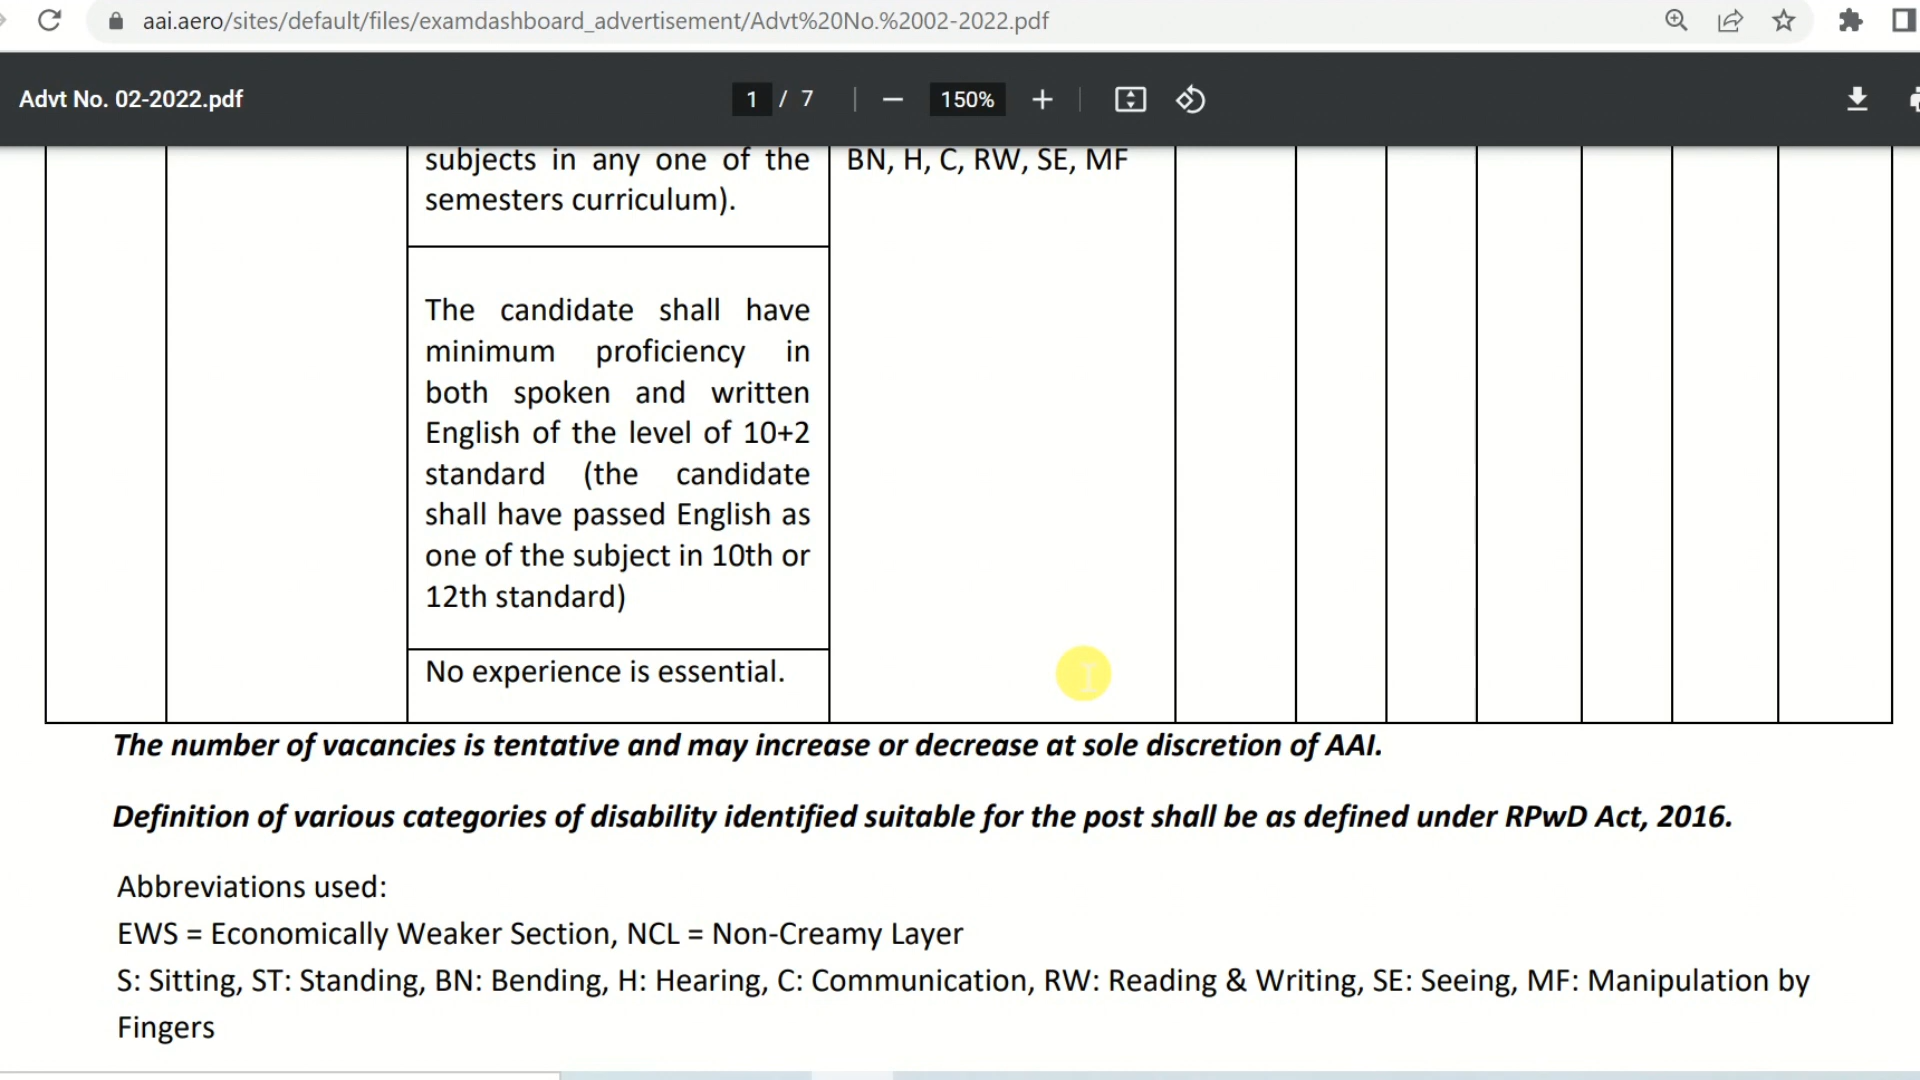 aai.aero/sites/default/files/examdashboard_advertisement/Advt%20No.%2002-2022.pdf
Advt No. 02-2022.pdf
1 / 7
150%
subjects in any one of the
semesters curriculum).
BN, H, C, RW, SE, MF
The candidate shall have
minimum proficiency in
both spoken and written
English of the level of 10+2
standard (the candidate
shall have passed English as
one of the subject in 10th or
12th standard)
No experience is essential.
The number of vacancies is tentative and may increase or decrease at sole discretion of AAI.
Definition of various categories of disability identified suitable for the post shall be as defined under RPwD Act, 2016.
Abbreviations used:
EWS = Economically Weaker Section, NCL = Non-Creamy Layer
S: Sitting, ST: Standing, BN: Bending, H: Hearing, C: Communication, RW: Reading & Writing, SE: Seeing, MF: Manipulation by
Fingers